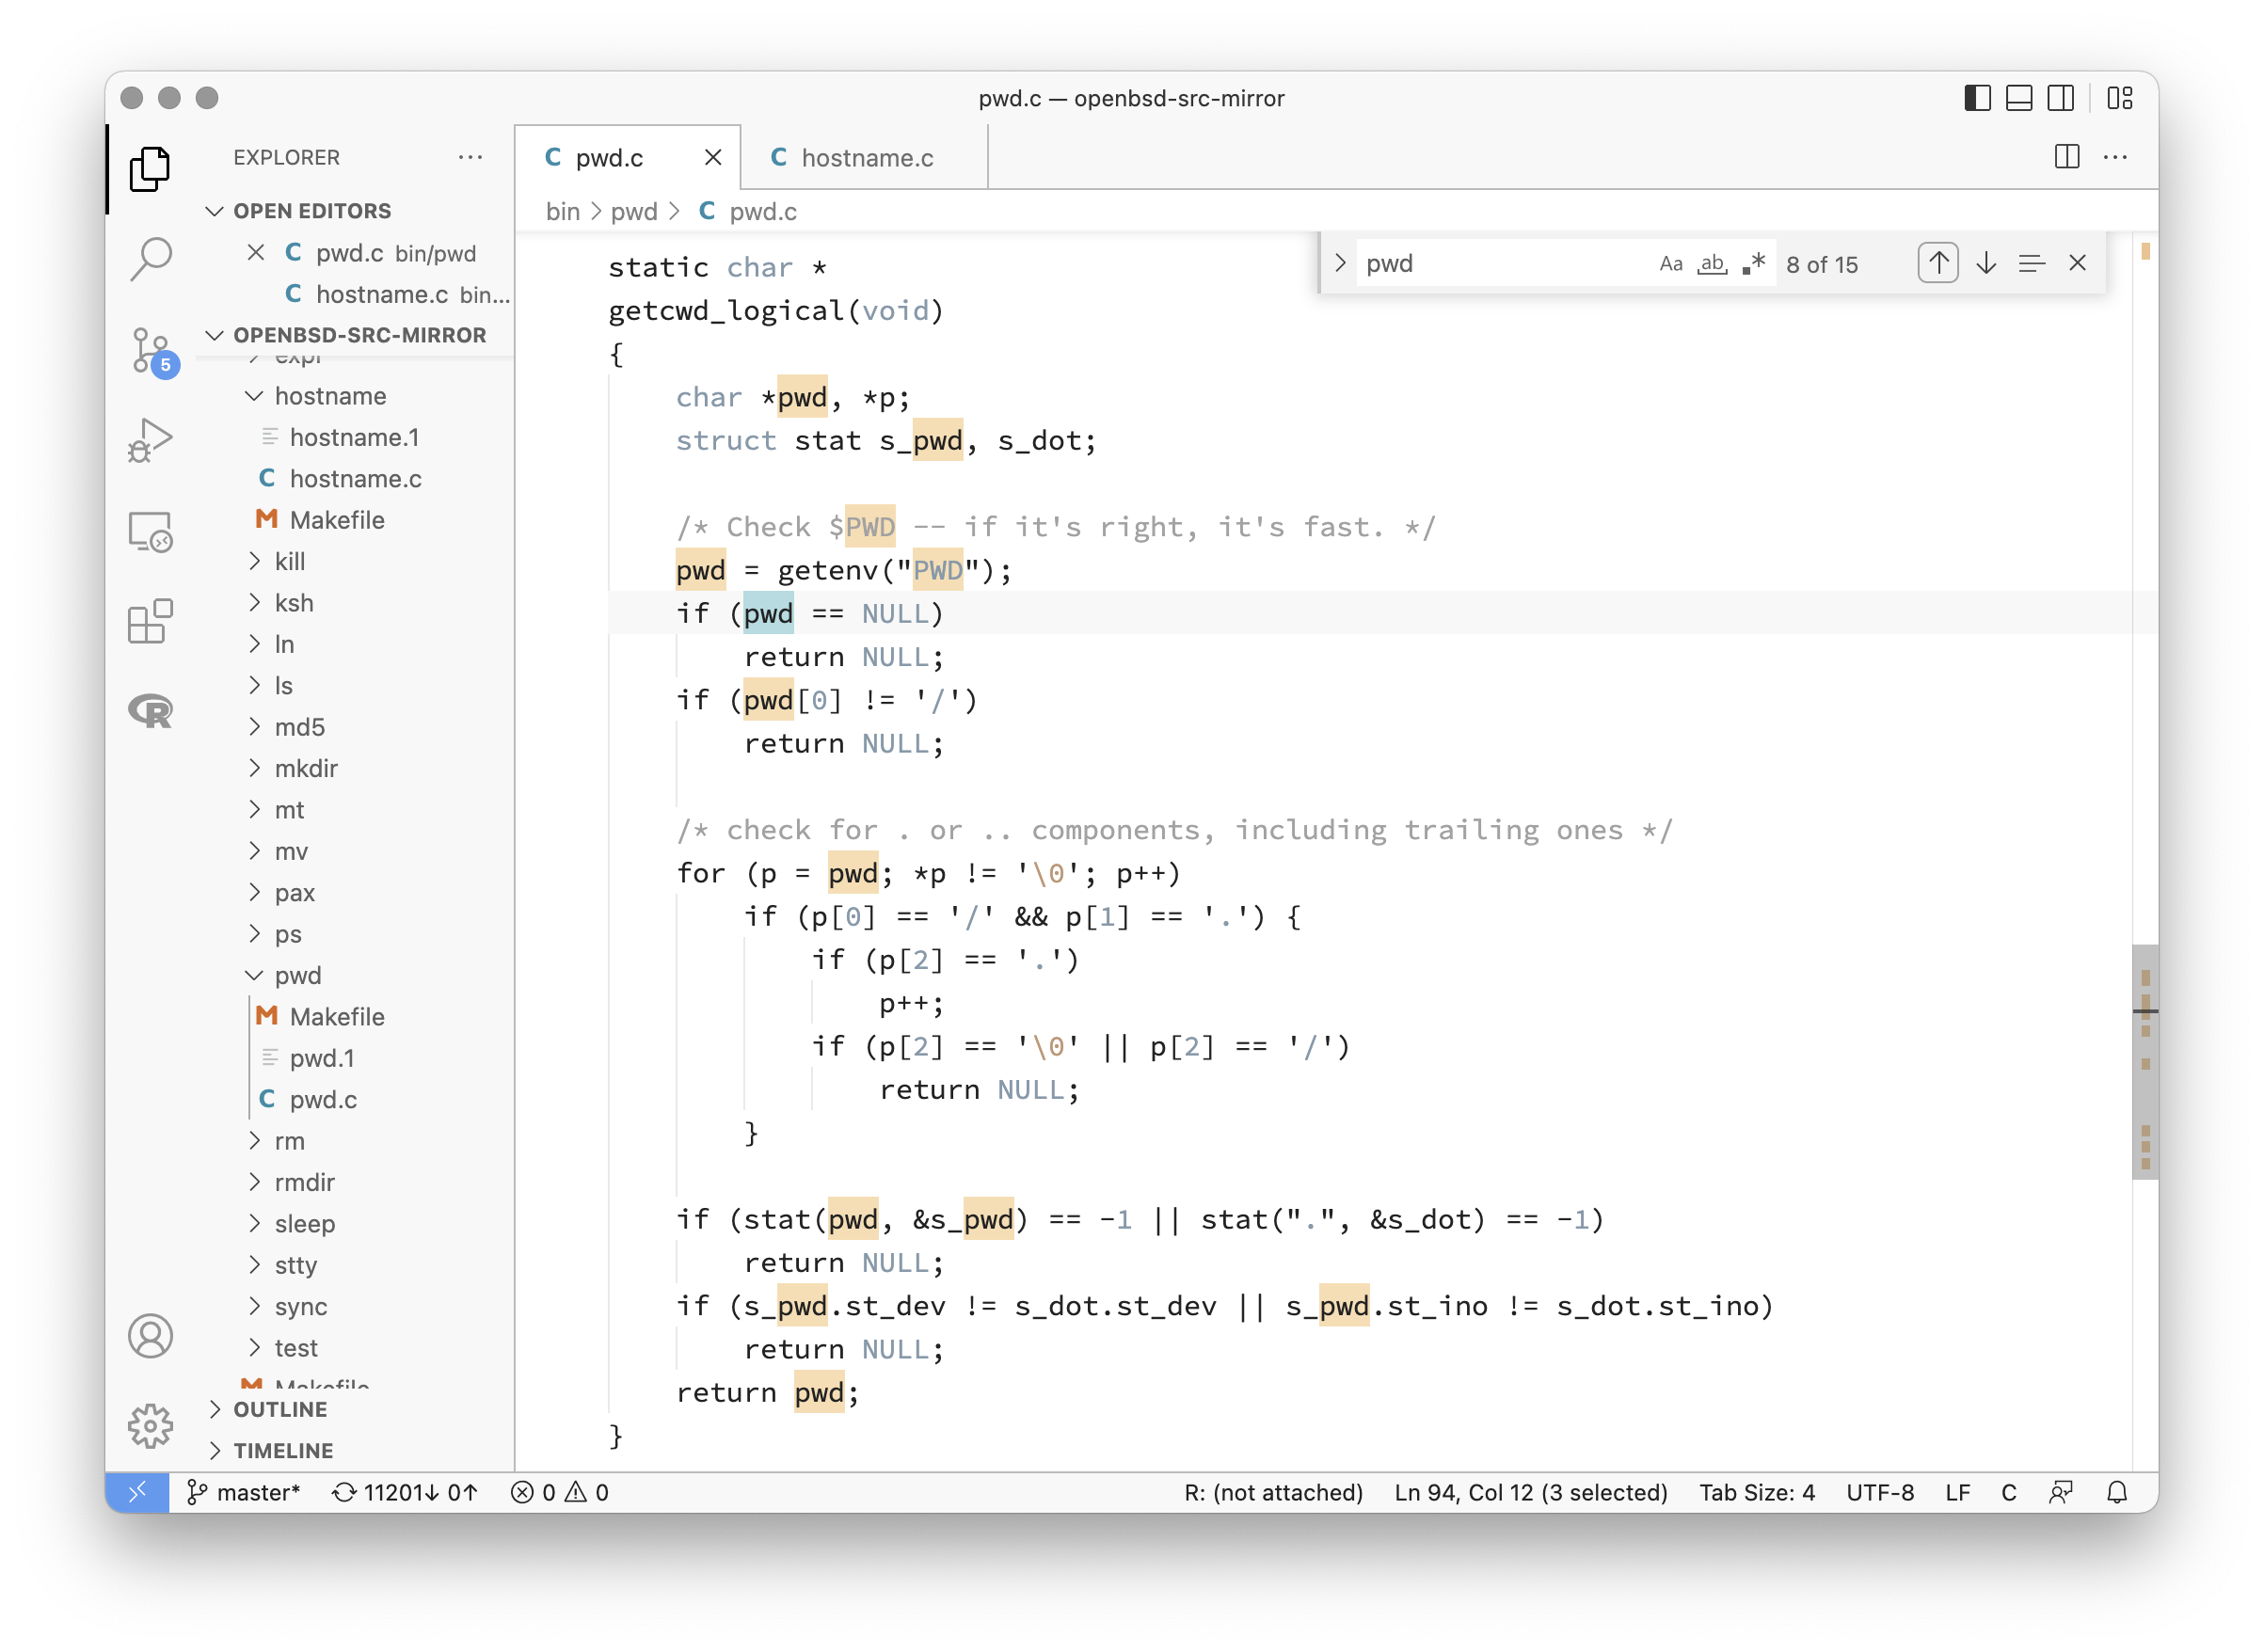 pwd.c — openbsd-src-mirror
EXPLORER
OPEN EDITORS
pwd.c bin/pwd
hostname.c bin...
OPENBSD-SRC-MIRROR
expr
hostname
hostname.1
hostname.c
Makefile
kill
ksh
ln
ls
md5
mkdir
mt
mv
pax
ps
pwd
Makefile
pwd.1
pwd.c
rm
rmdir
sleep
stty
sync
test
Makefile
OUTLINE
TIMELINE
5
pwd.c
hostname.c
bin > pwd > C pwd.c
pwd Aa ab .* 8 of 15
static char *
getcwd_logical(void)
{
    char *pwd, *p;
    struct stat s_pwd, s_dot;
    /* Check $PWD -- if it's right, it's fast. */
    pwd = getenv("PWD");
    if (pwd == NULL)
        return NULL;
    if (pwd[0] != '/')
        return NULL;
    /* check for . or .. components, including trailing ones */
    for (p = pwd; *p != '\0'; p++)
        if (p[0] == '/' && p[1] == '.') {
            if (p[2] == '.')
                p++;
            if (p[2] == '\0' || p[2] == '/')
                return NULL;
        }
    if (stat(pwd, &s_pwd) == -1 || stat(".", &s_dot) == -1)
        return NULL;
    if (s_pwd.st_dev != s_dot.st_dev || s_pwd.st_ino != s_dot.st_ino)
        return NULL;
    return pwd;
}
master* 11201↓ 0↑ 0 0 R: (not attached) Ln 94, Col 12 (3 selected) Tab Size: 4 UTF-8 LF C